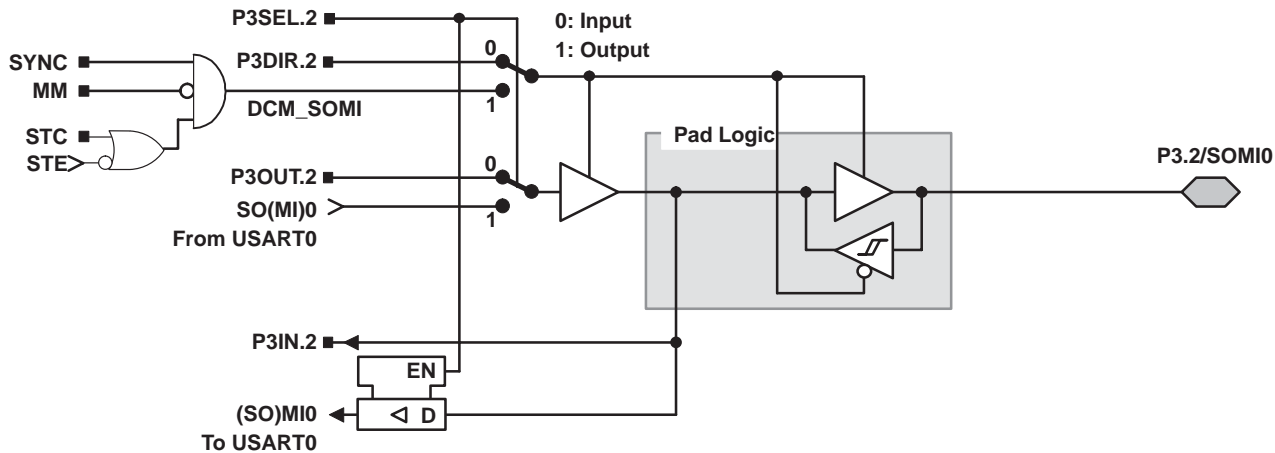 P3SEL.2
0: Input
1: Output
SYNC
P3DIR.2
0
MM
1
DCM_SOMI
STC
STE
Pad Logic
P3.2/SOMI0
P3OUT.2
0
SO(MI)0
1
From USART0
P3IN.2
EN
(SO)MI0
D
To USART0